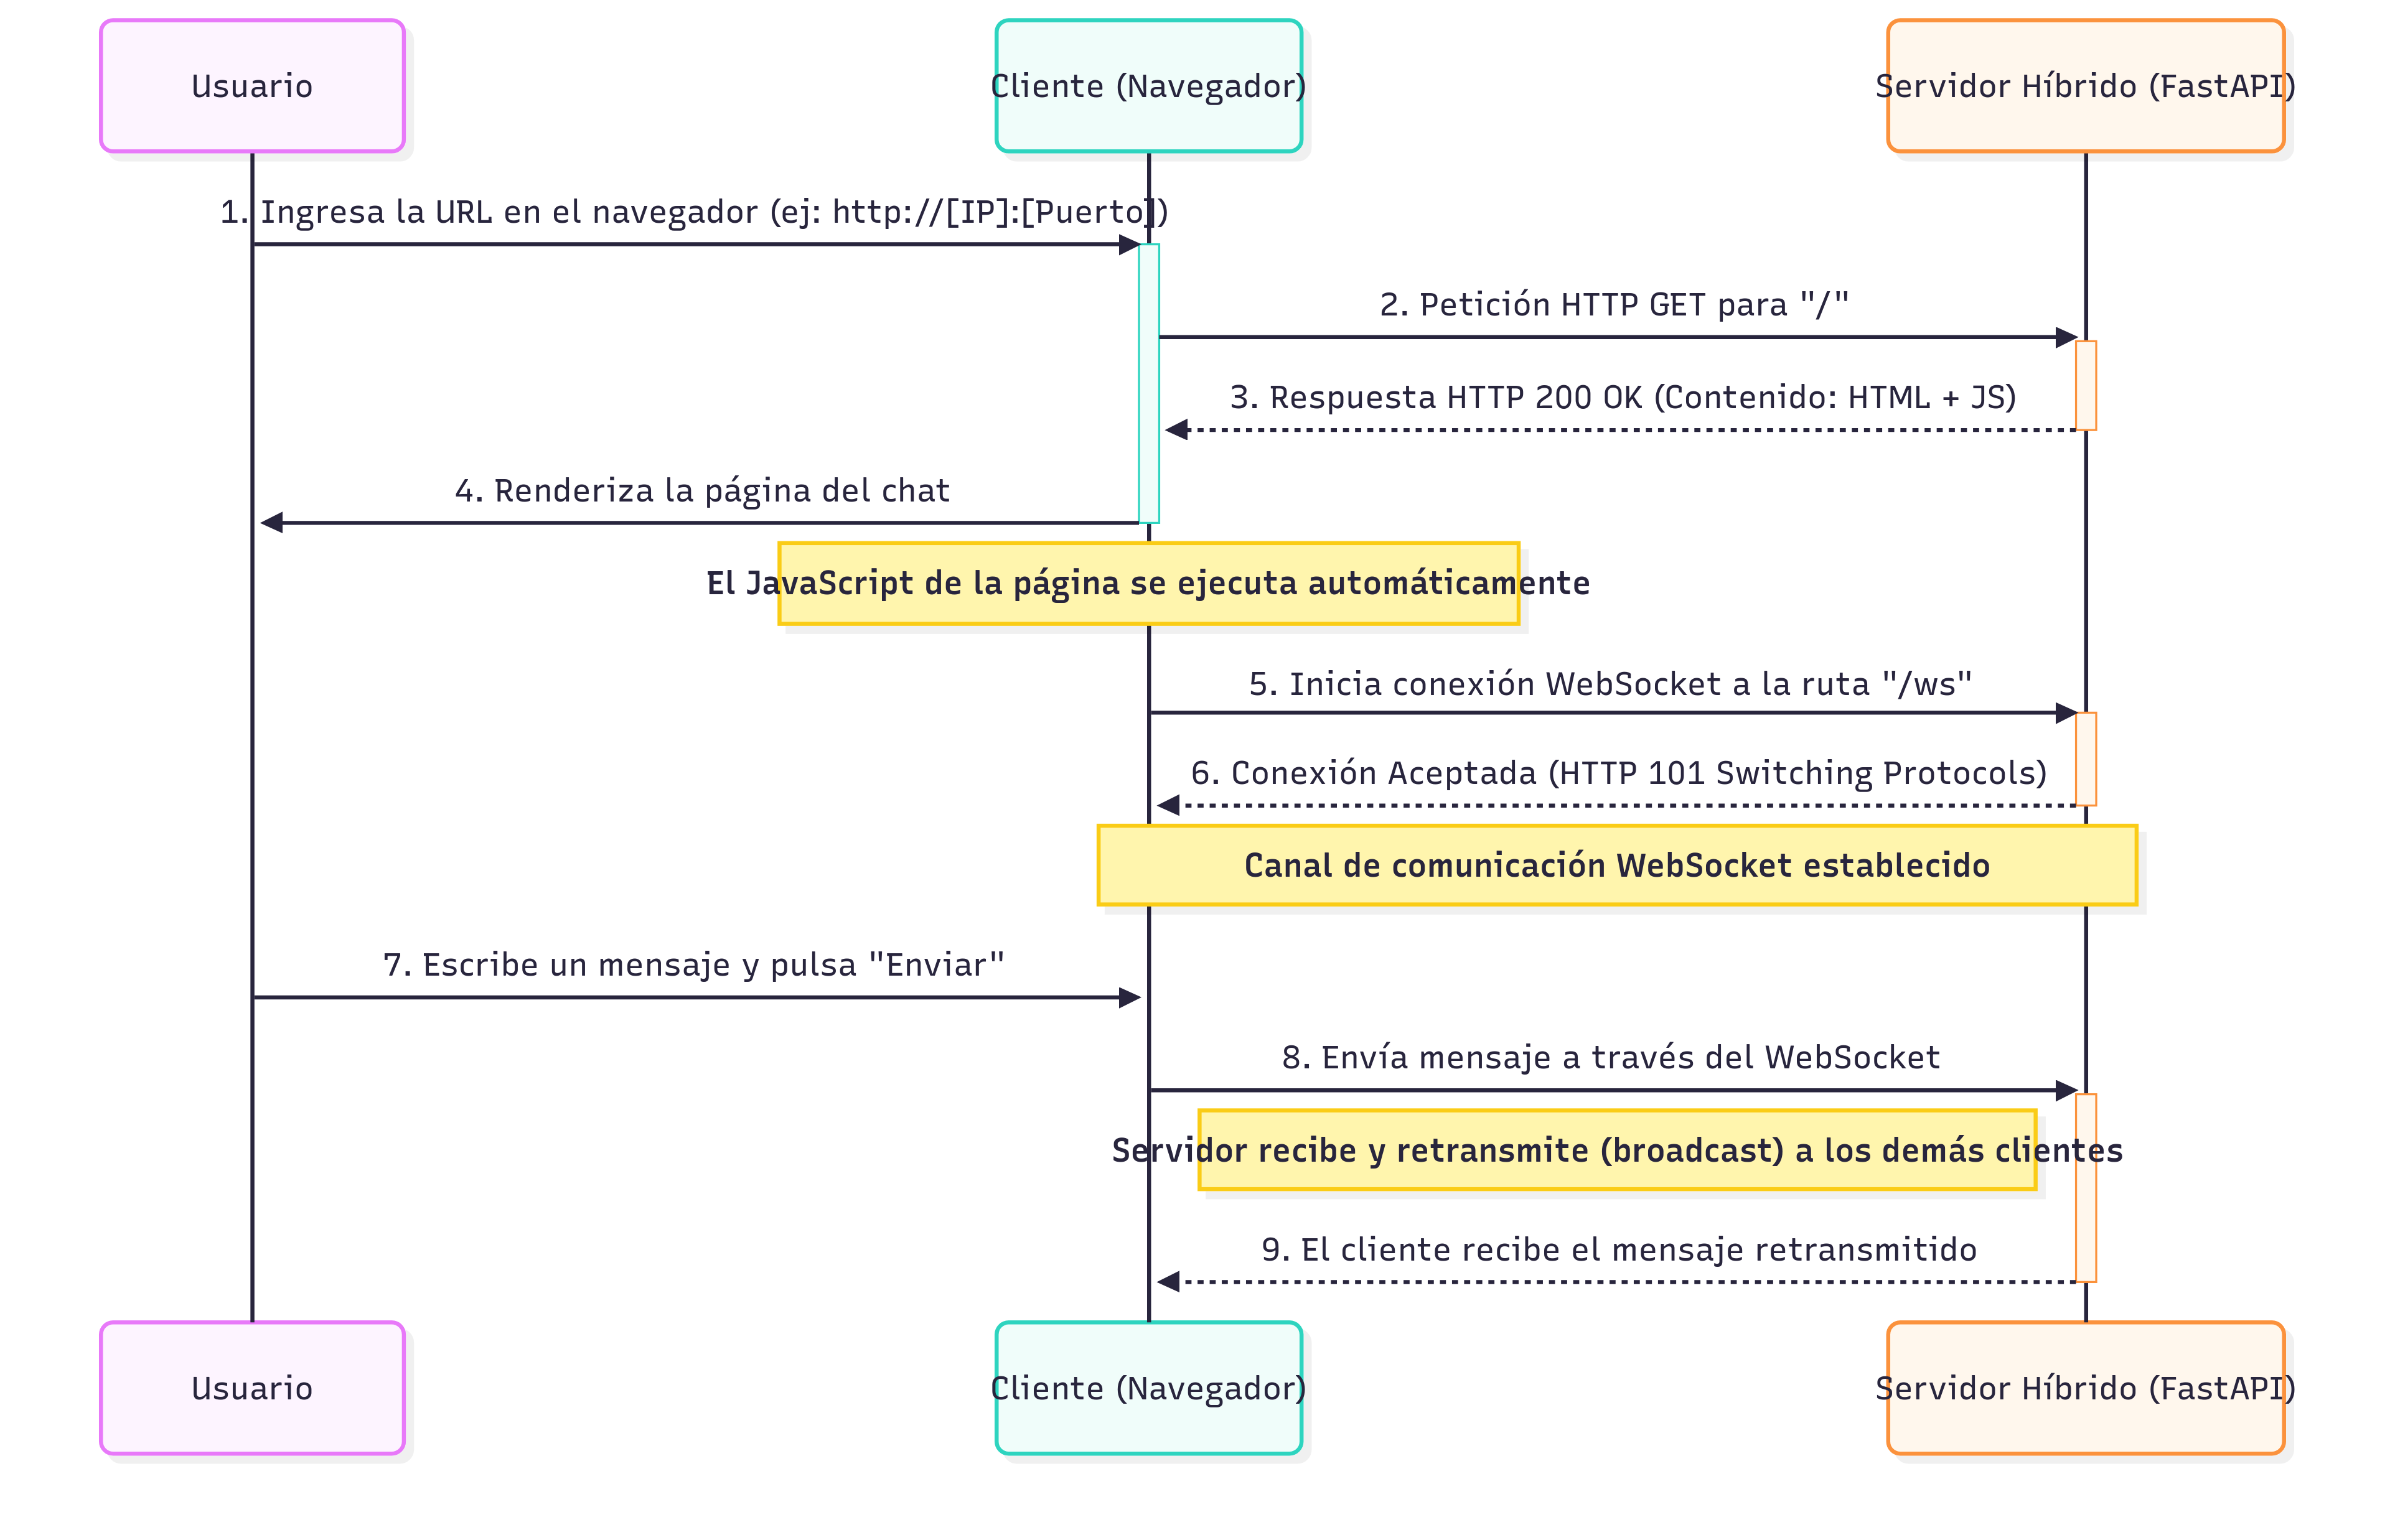 Usuario
Cliente (Navegador)
Servidor Híbrido (FastAPI)
1. Ingresa la URL en el navegador (ej: http://[IP]:[Puerto])
2. Petición HTTP GET para "/"
3. Respuesta HTTP 200 OK (Contenido: HTML + JS)
4. Renderiza la página del chat
El JavaScript de la página se ejecuta automáticamente
5. Inicia conexión WebSocket a la ruta "/ws"
6. Conexión Aceptada (HTTP 101 Switching Protocols)
Canal de comunicación WebSocket establecido
7. Escribe un mensaje y pulsa "Enviar"
8. Envía mensaje a través del WebSocket
Servidor recibe y retransmite (broadcast) a los demás clientes
9. El cliente recibe el mensaje retransmitido
Usuario
Cliente (Navegador)
Servidor Híbrido (FastAPI)